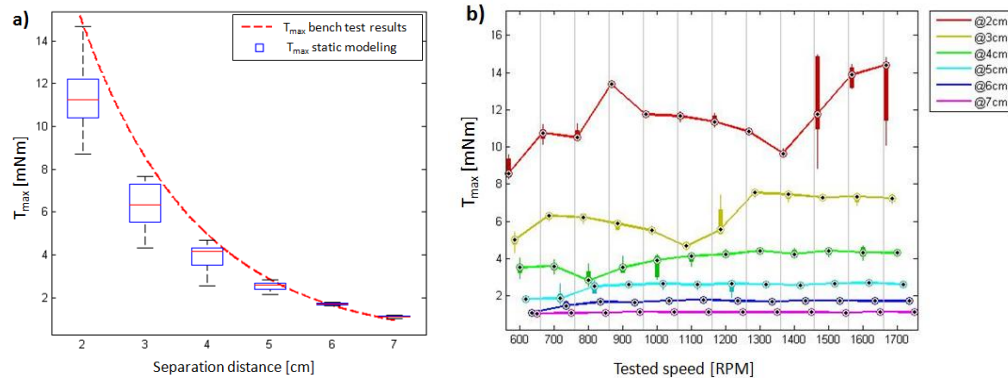 a)
T_max bench test results
T_max static modeling
14
12
10
8
6
4
2
T_max [mNm]
2 3 4 5 6 7
Separation distance [cm]
b)
16
14
12
10
8
6
4
2
T_max [mNm]
600 700 800 900 1000 1100 1200 1300 1400 1500 1600 1700
Tested speed [RPM]
@2cm
@3cm
@4cm
@5cm
@6cm
@7cm